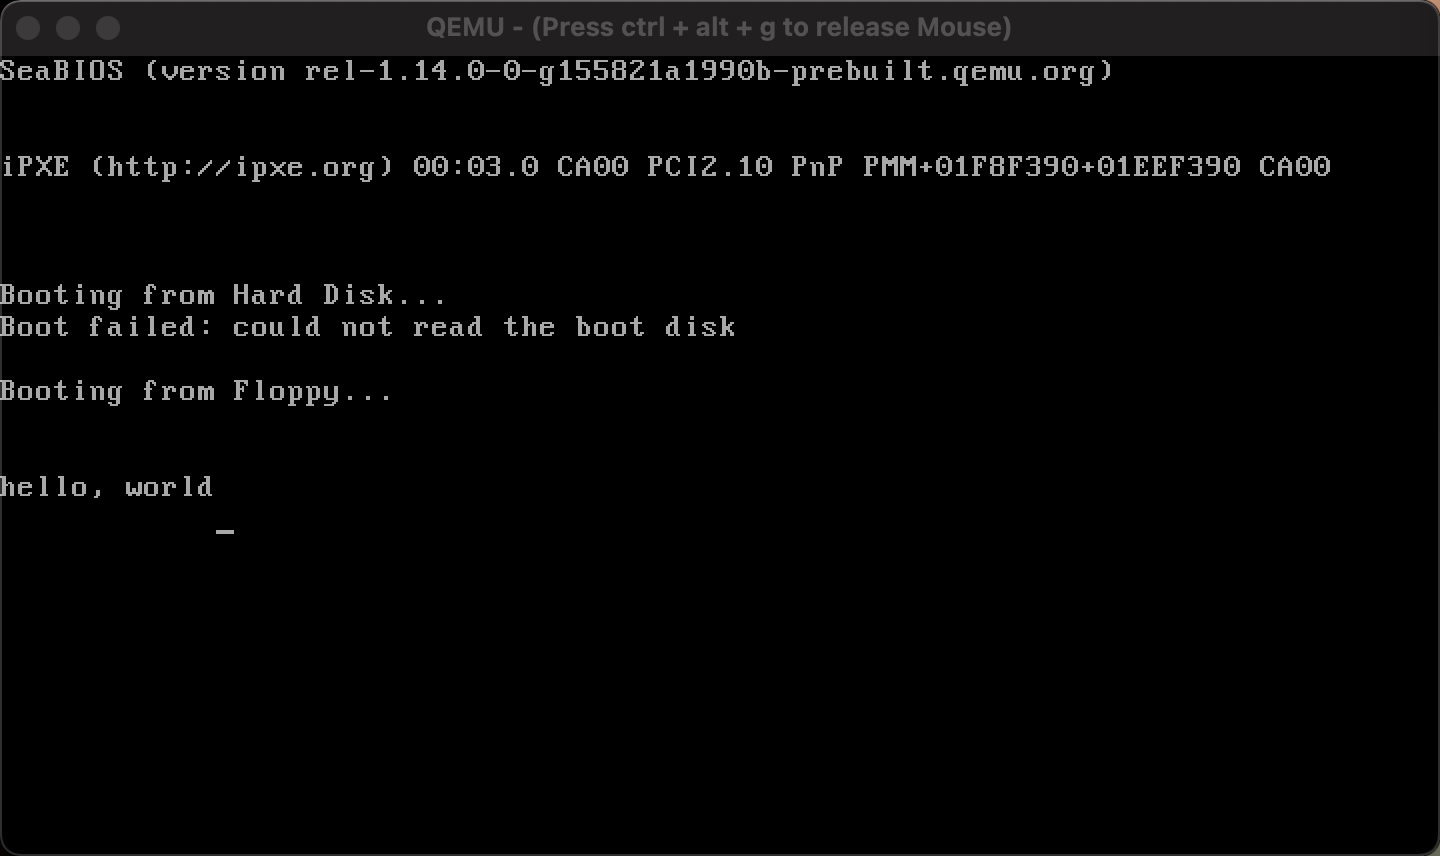 QEMU - (Press ctrl + alt + g to release Mouse)
SeaBIOS (version rel-1.14.0-0-g155821a1990b-prebuilt.qemu.org)
iPXE (http://ipxe.org) 00:03.0 CA00 PCI2.10 PnP PMM+01F8F390+01EEF390 CA00
Booting from Hard Disk...
Boot failed: could not read the boot disk
Booting from Floppy...
hello, world